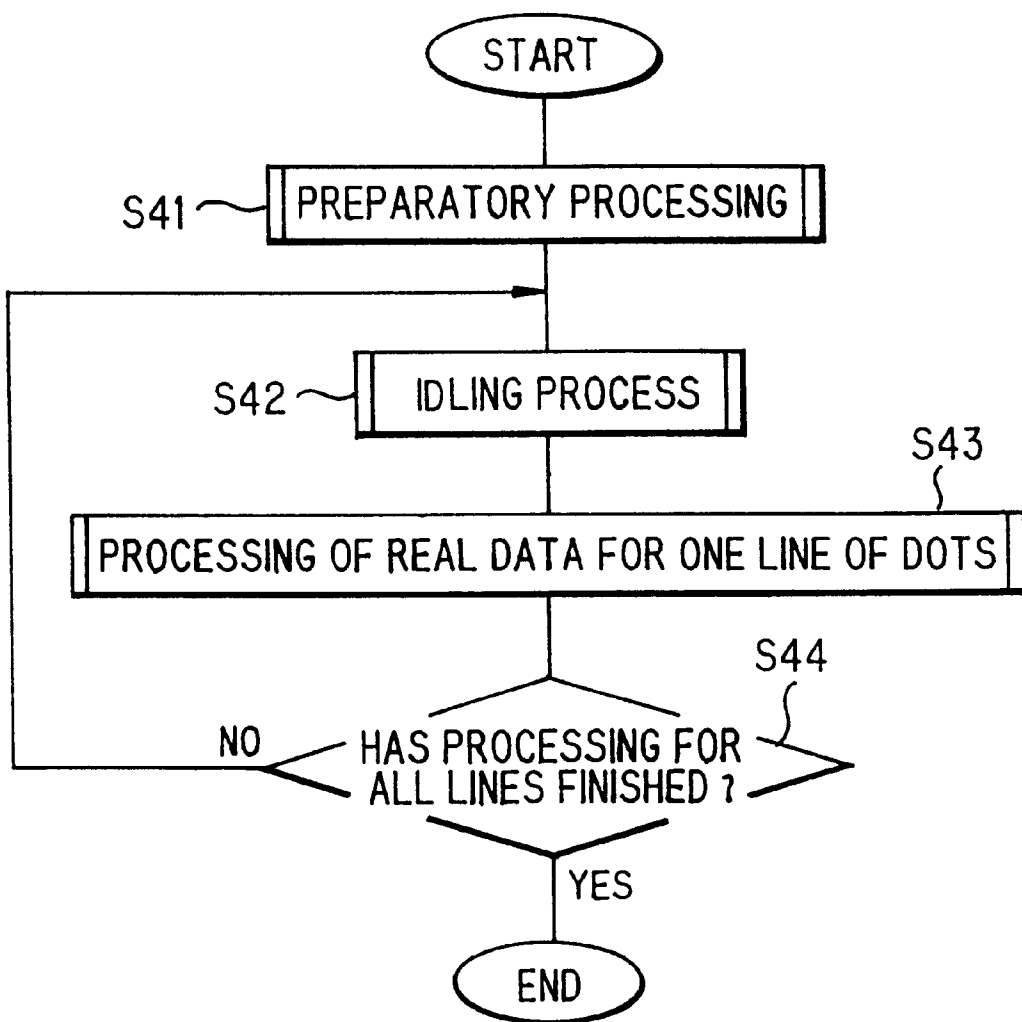 START
S41
PREPARATORY PROCESSING
S42
IDLING PROCESS
S43
PROCESSING OF REAL DATA FOR ONE LINE OF DOTS
S44
NO
HAS PROCESSING FOR
ALL LINES FINISHED ?
YES
END